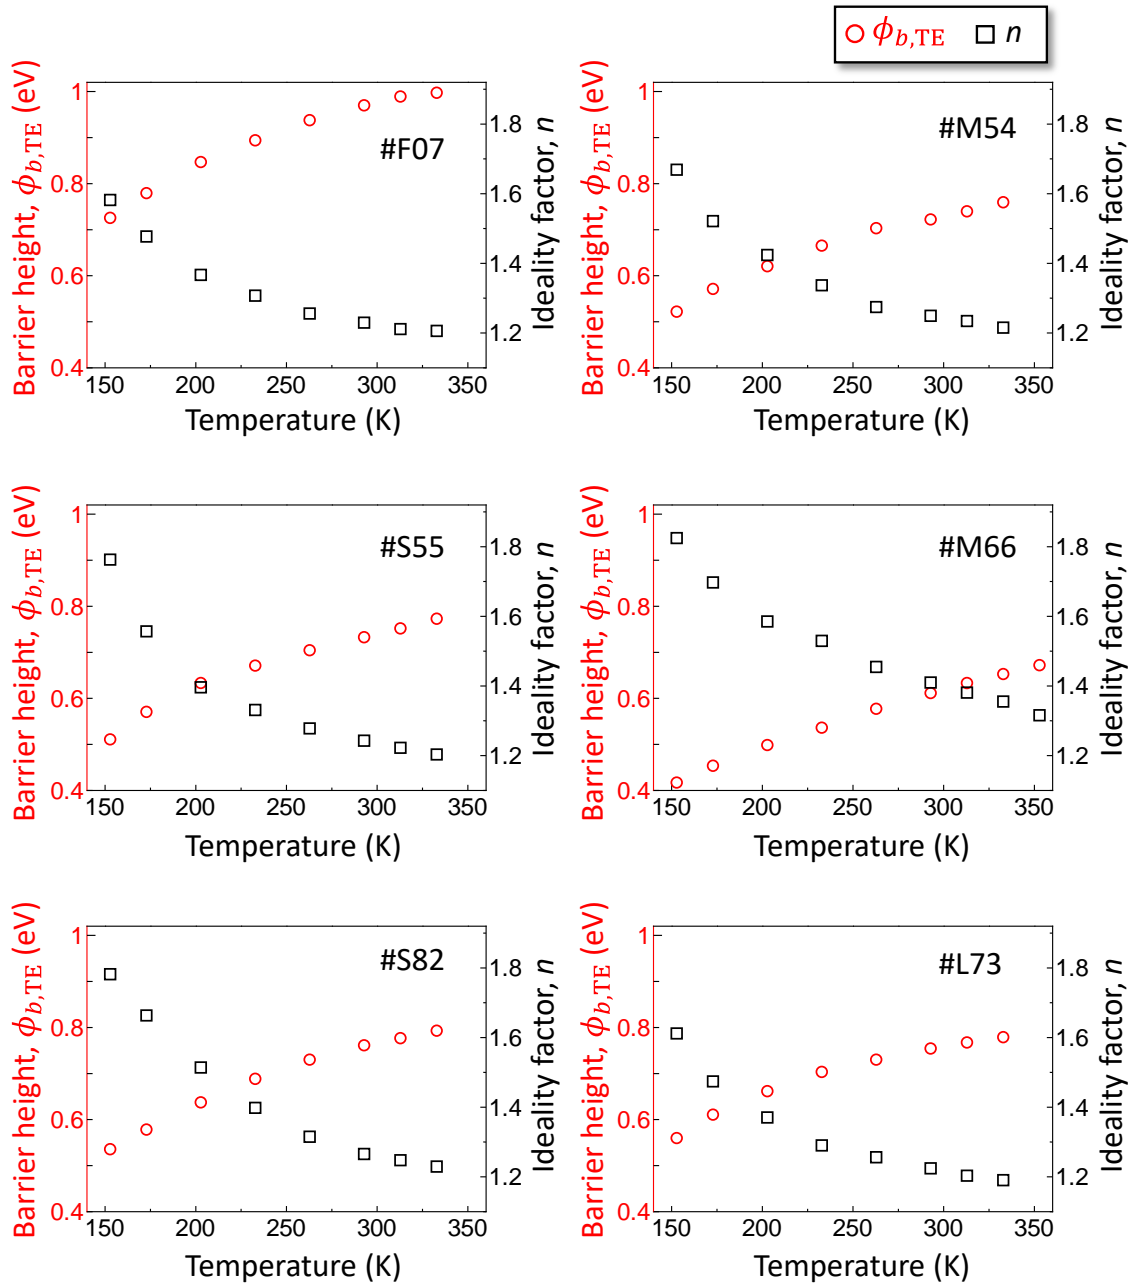 ϕb,TE n
Barrier height, ϕb,TE (eV)
1
0.8
0.6
0.4
#F07
1.8
1.6
1.4
1.2
Ideality factor, n
150 200 250 300 350
Temperature (K)
Barrier height, ϕb,TE (eV)
1
0.8
0.6
0.4
#M54
1.8
1.6
1.4
1.2
Ideality factor, n
150 200 250 300 350
Temperature (K)
Barrier height, ϕb,TE (eV)
1
0.8
0.6
0.4
#S55
1.8
1.6
1.4
1.2
Ideality factor, n
150 200 250 300 350
Temperature (K)
Barrier height, ϕb,TE (eV)
1
0.8
0.6
0.4
#M66
1.8
1.6
1.4
1.2
Ideality factor, n
150 200 250 300 350
Temperature (K)
Barrier height, ϕb,TE (eV)
1
0.8
0.6
0.4
#S82
1.8
1.6
1.4
1.2
Ideality factor, n
150 200 250 300 350
Temperature (K)
Barrier height, ϕb,TE (eV)
1
0.8
0.6
0.4
#L73
1.8
1.6
1.4
1.2
Ideality factor, n
150 200 250 300 350
Temperature (K)